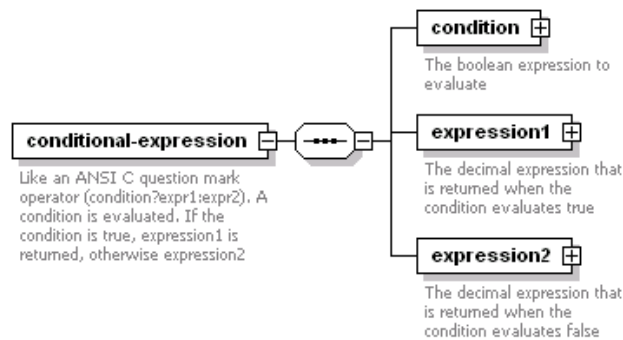 condition
The boolean expression to
evaluate
conditional-expression
Like an ANSI C question mark
operator (condition?expr1:expr2). A
condition is evaluated. If the
condition is true, expression1 is
returned, otherwise expression2
expression1
The decimal expression that
is returned when the
condition evaluates true
expression2
The decimal expression that
is returned when the
condition evaluates false